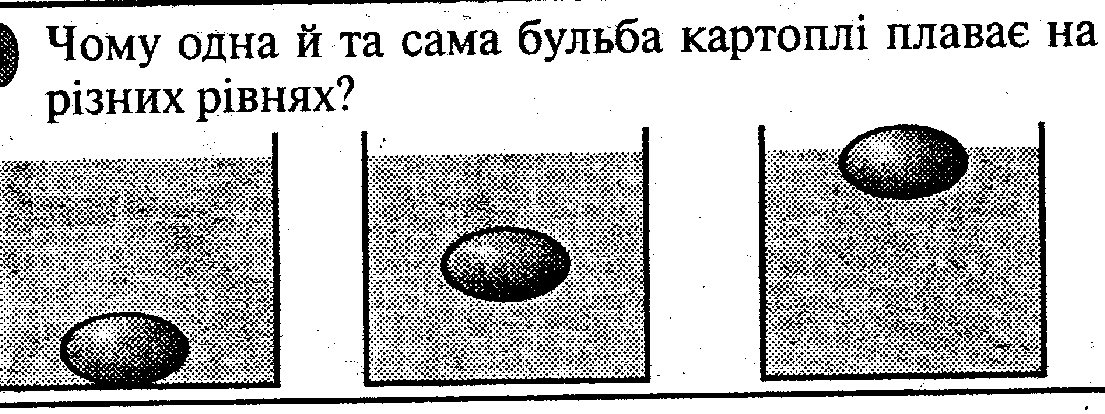 Чому одна й та сама бульба картоплі плаває на
різних рівнях?